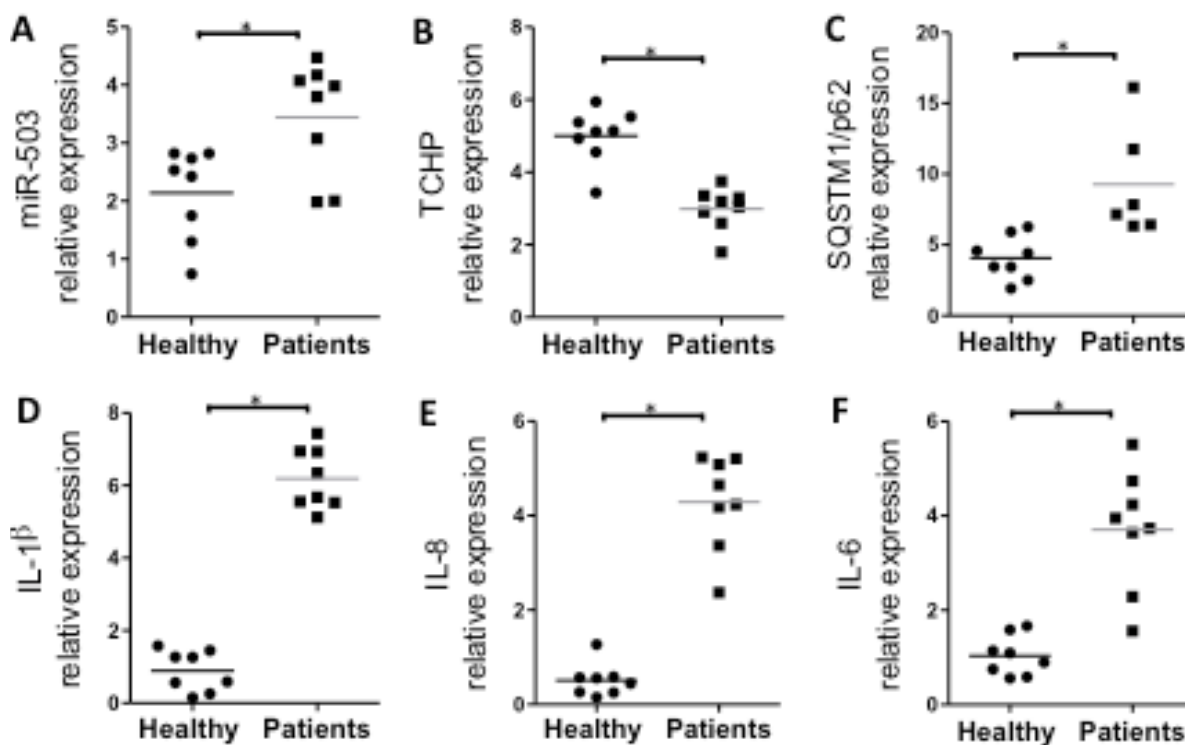 A
miR-503
relative expression
5
4
3
2
1
0
*
Healthy Patients
B
TCHP
relative expression
8
6
4
2
0
*
Healthy Patients
C
SQSTM1/p62
relative expression
20
15
10
5
0
*
Healthy Patients
D
IL-1β
relative expression
8
6
4
2
0
*
Healthy Patients
E
IL-8
relative expression
6
4
2
0
*
Healthy Patients
F
IL-6
relative expression
6
4
2
0
*
Healthy Patients